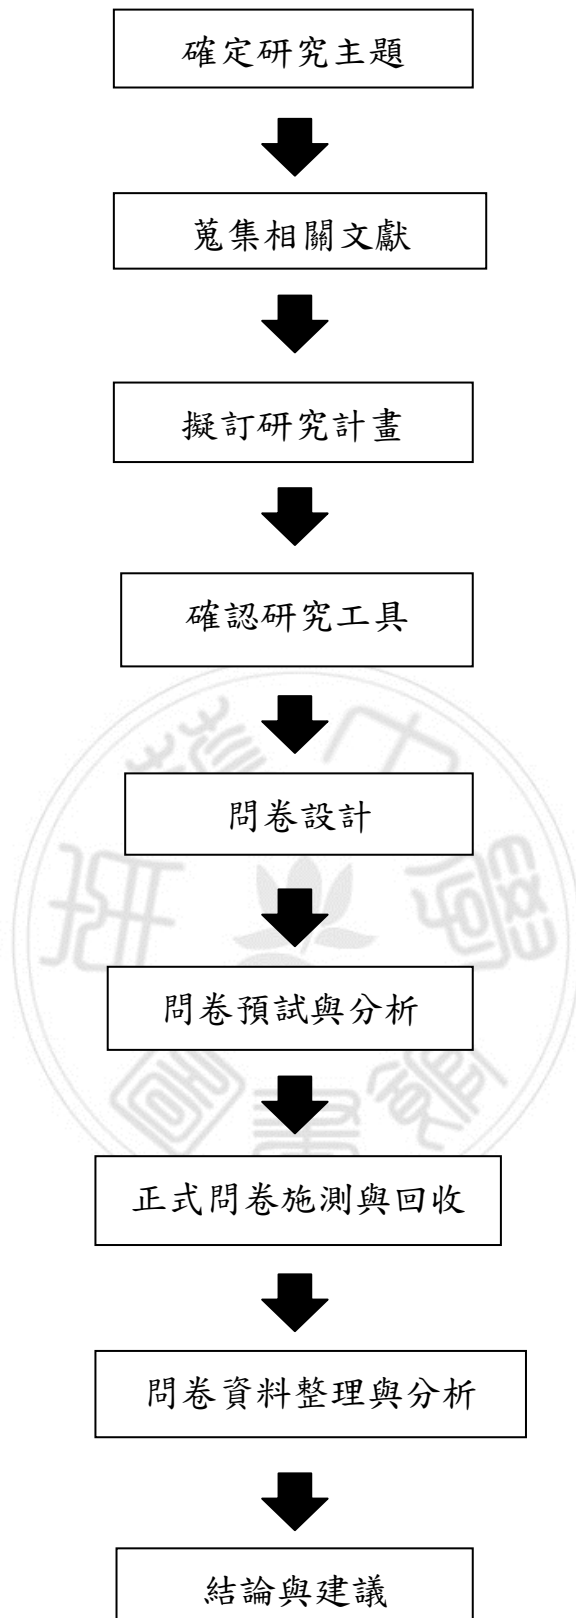 確定研究主題
蒐集相關文獻
擬訂研究計畫
確認研究工具
問卷設計
問卷預試與分析
正式問卷施測與回收
問卷資料整理與分析
結論與建議